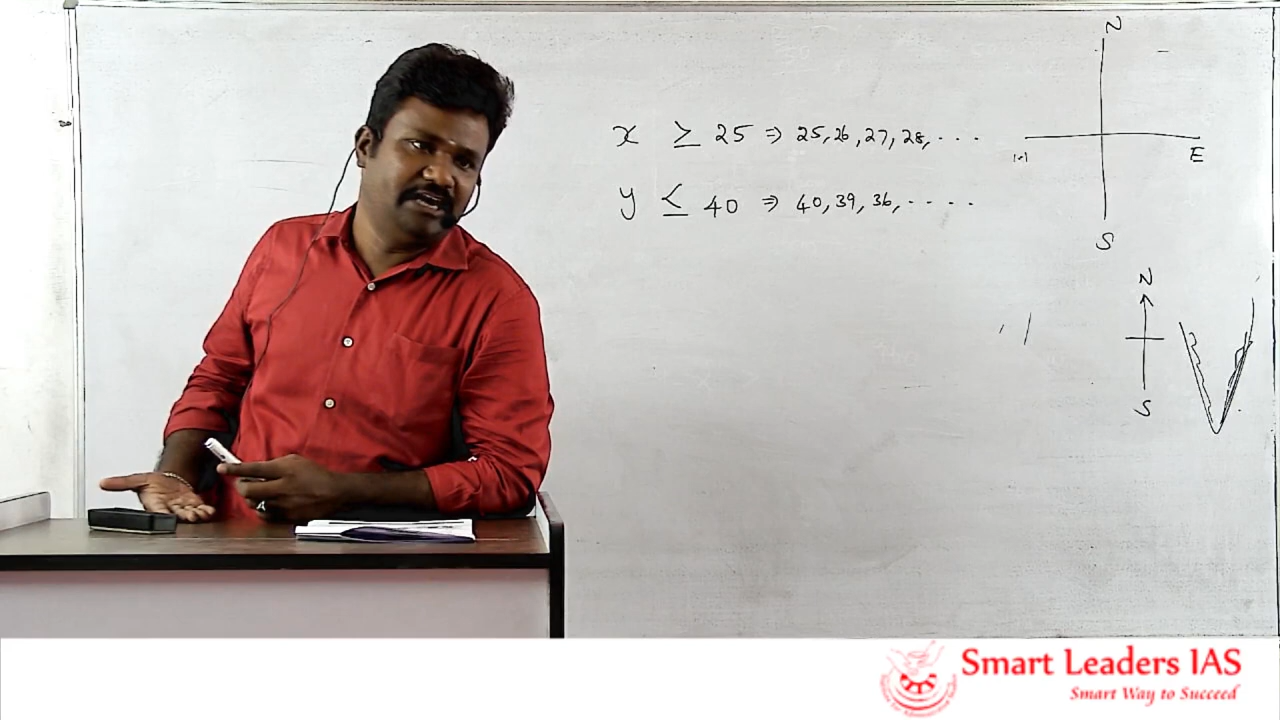 x ≥ 25 ⇒ 25, 26, 27, 28, ...
y ≤ 40 ⇒ 40, 39, 36, ....
N
W
E
S
N
S
Smart Leaders IAS
Smart Way to Succeed